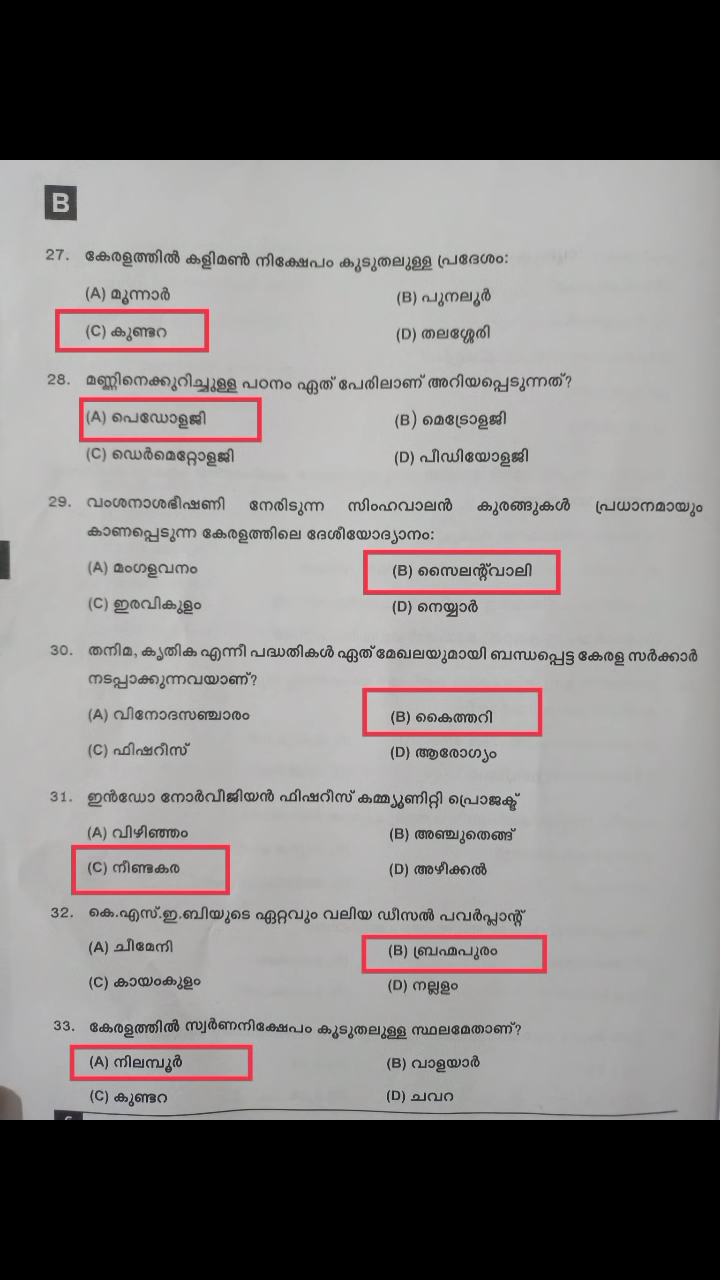 B
27. കേരളത്തിൽ കളിമൺ നിക്ഷേപം കൂടുതലുള്ള പ്രദേശം:
(A) മൂന്നാർ (B) പുനലൂർ
(C) കുണ്ടറ (D) തലശ്ശേരി
28. മണ്ണിനെക്കുറിച്ചുള്ള പഠനം ഏത് പേരിലാണ് അറിയപ്പെടുന്നത്?
(A) പെഡോളജി (B) മെട്രോളജി
(C) ഡെർമെറ്റോളജി (D) പീഡിയോളജി
29. വംശനാശഭീഷണി നേരിടുന്ന സിംഹവാലൻ കുരങ്ങുകൾ പ്രധാനമായും
കാണപ്പെടുന്ന കേരളത്തിലെ ദേശീയോദ്യാനം:
(A) മംഗളവനം (B) സൈലന്റ്‌വാലി
(C) ഇരവികുളം (D) നെയ്യാർ
30. തനിമ, കൃതിക എന്നീ പദ്ധതികൾ ഏത് മേഖലയുമായി ബന്ധപ്പെട്ട കേരള സർക്കാർ
നടപ്പാക്കുന്നവയാണ്?
(A) വിനോദസഞ്ചാരം (B) കൈത്തറി
(C) ഫിഷറീസ് (D) ആരോഗ്യം
31. ഇൻഡോ നോർവീജിയൻ ഫിഷറീസ് കമ്മ്യൂണിറ്റി പ്രൊജക്ട്
(A) വിഴിഞ്ഞം (B) അഞ്ചുതെങ്ങ്
(C) നീണ്ടകര (D) അഴീക്കൽ
32. കെ.എസ്.ഇ.ബിയുടെ ഏറ്റവും വലിയ ഡീസൽ പവർപ്ലാന്റ്
(A) ചീമേനി (B) ബ്രഹ്മപുരം
(C) കായംകുളം (D) നല്ലളം
33. കേരളത്തിൽ സ്വർണനിക്ഷേപം കൂടുതലുള്ള സ്ഥലമേതാണ്?
(A) നിലമ്പൂർ (B) വാളയാർ
(C) കുണ്ടറ (D) ചവറ